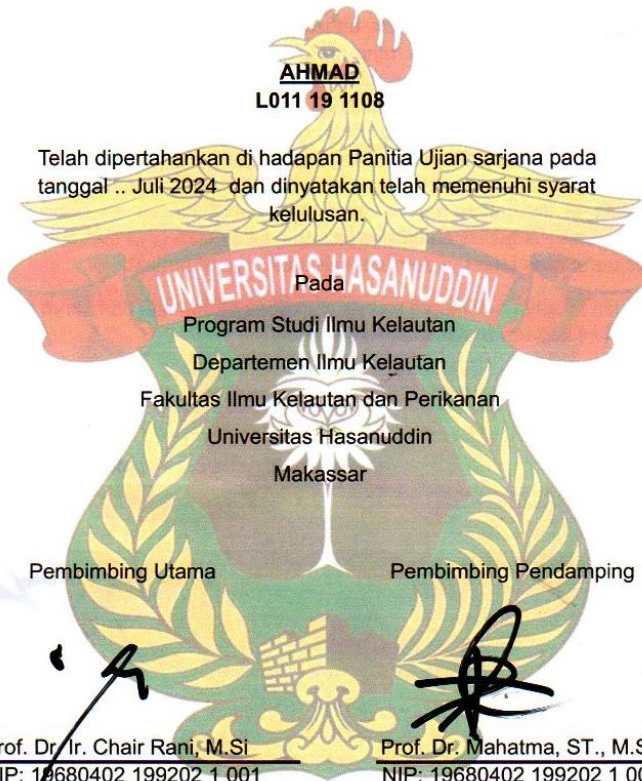 AHMAD
L011 19 1108
Telah dipertahankan di hadapan Panitia Ujian sarjana pada
tanggal .. Juli 2024 dan dinyatakan telah memenuhi syarat
kelulusan.
UNIVERSITAS HASANUDDIN
Pada
Program Studi Ilmu Kelautan
Departemen Ilmu Kelautan
Fakultas Ilmu Kelautan dan Perikanan
Universitas Hasanuddin
Makassar
Pembimbing Utama Pembimbing Pendamping
rof. Dr. Ir. Chair Rani, M.Si Prof. Dr. Mahatma, ST., M.S
NIP: 19680402 199202 1 001 NIP: 19680402 199202 1 0